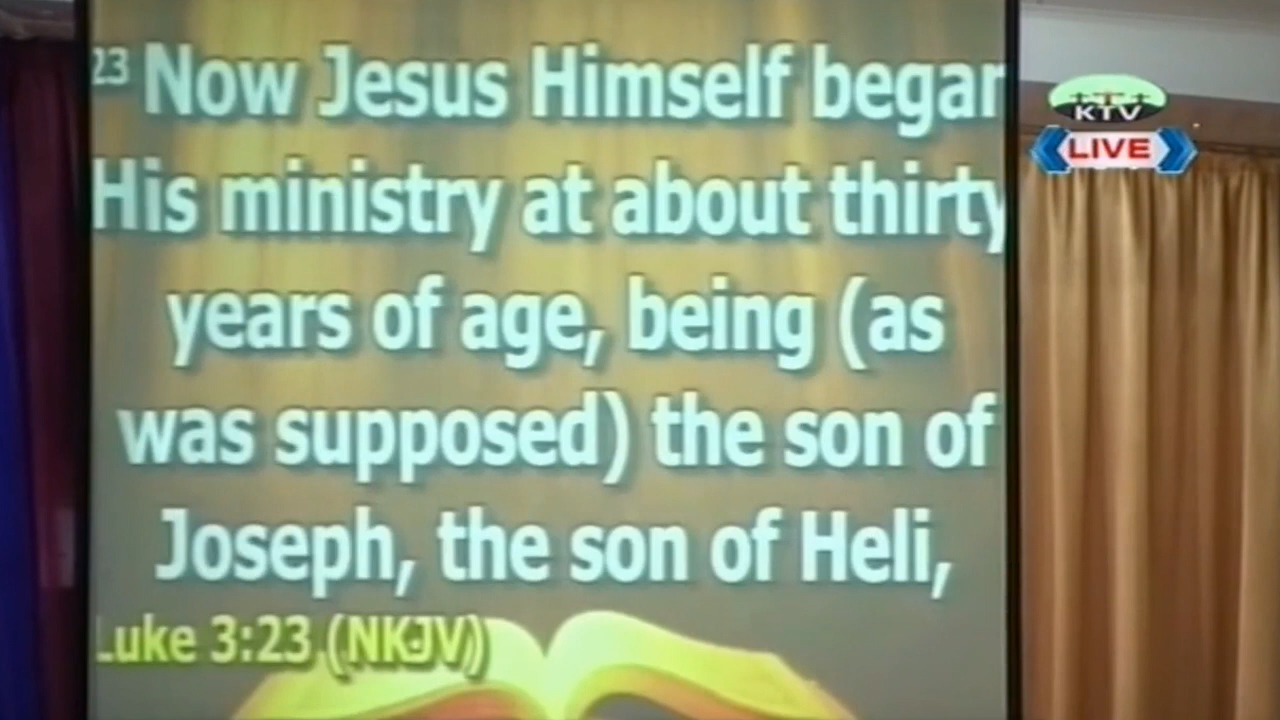 23 Now Jesus Himself began
His ministry at about thirty
years of age, being (as
was supposed) the son of
Joseph, the son of Heli,
Luke 3:23 (NKJV)
KTV
LIVE